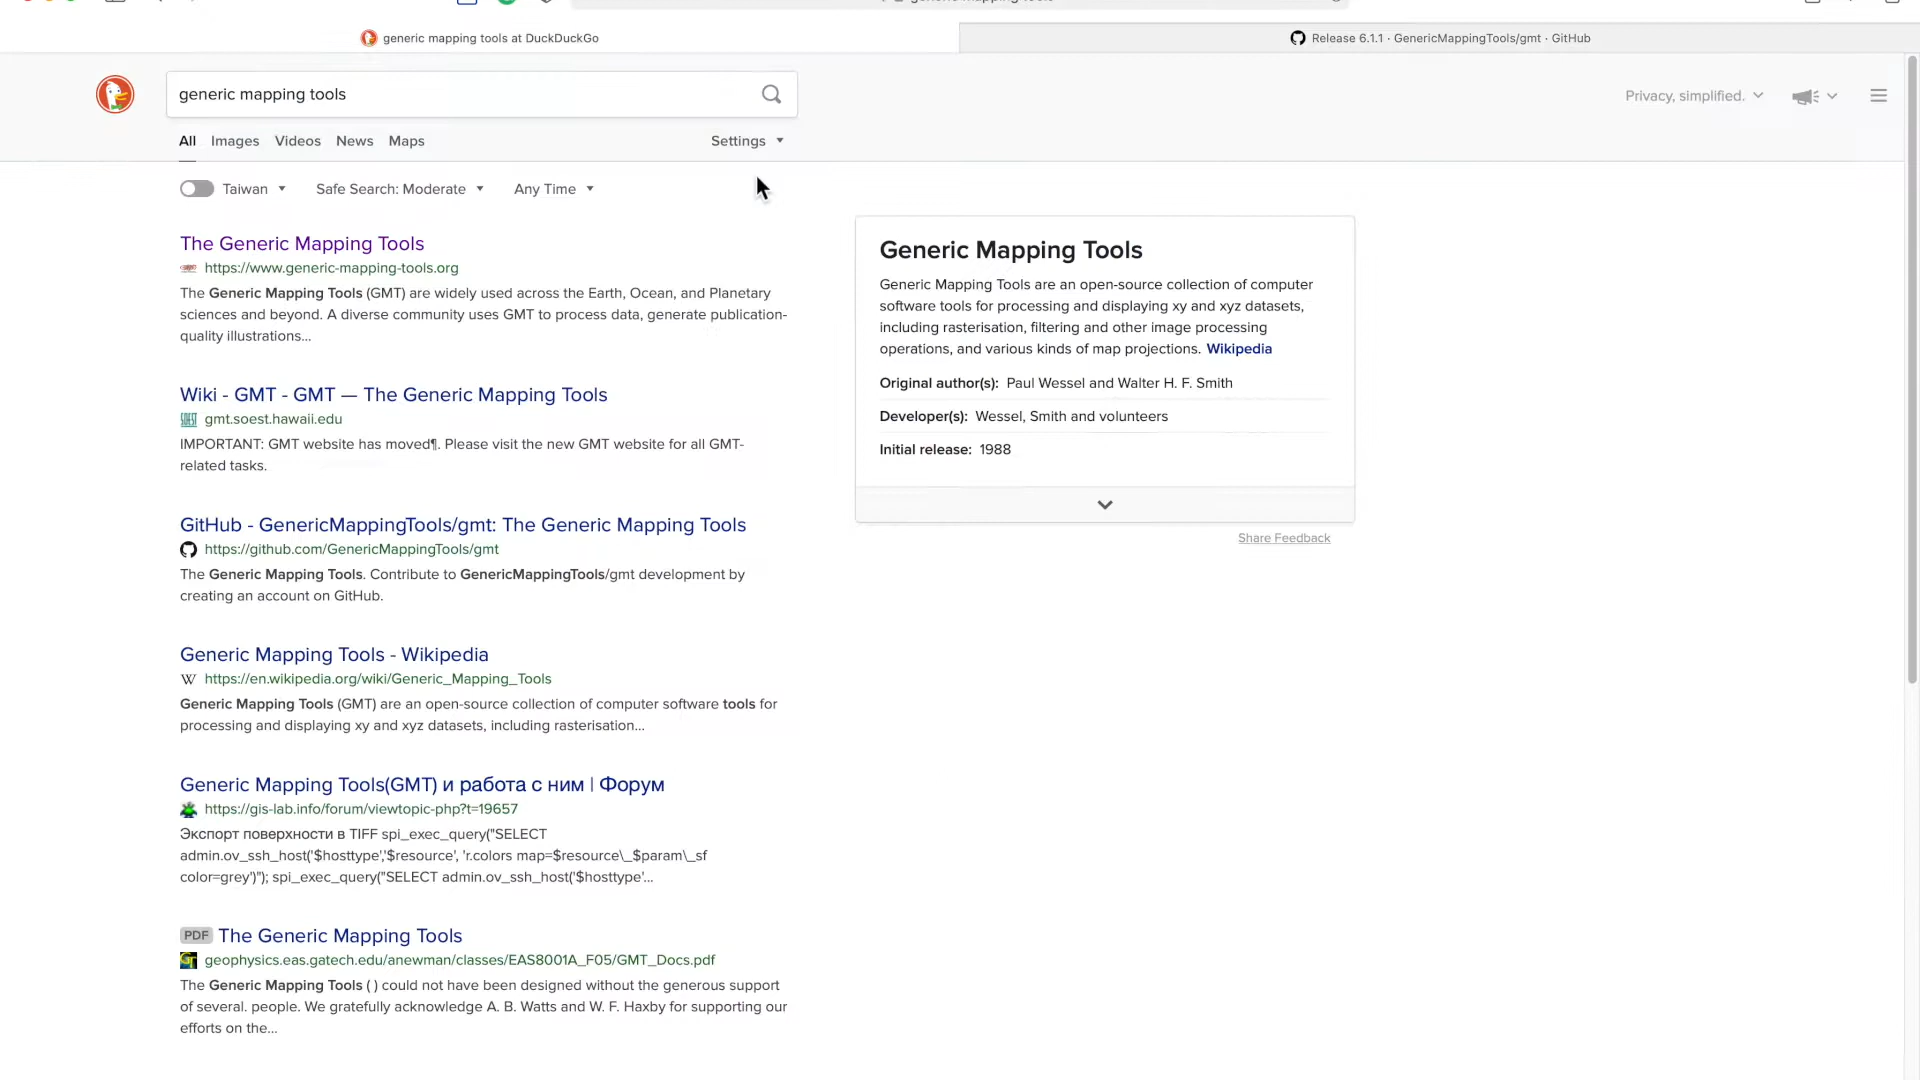 generic mapping tools at DuckDuckGo
Release 6.1.1 · GenericMappingTools/gmt · GitHub
generic mapping tools
Privacy, simplified.
All Images Videos News Maps
Settings
Taiwan
Safe Search: Moderate
Any Time
The Generic Mapping Tools
https://www.generic-mapping-tools.org
The Generic Mapping Tools (GMT) are widely used across the Earth, Ocean, and Planetary
sciences and beyond. A diverse community uses GMT to process data, generate publication-
quality illustrations...
Wiki - GMT - GMT — The Generic Mapping Tools
SOEST
gmt.soest.hawaii.edu
IMPORTANT: GMT website has moved¶. Please visit the new GMT website for all GMT-
related tasks.
GitHub - GenericMappingTools/gmt: The Generic Mapping Tools
https://github.com/GenericMappingTools/gmt
The Generic Mapping Tools. Contribute to GenericMappingTools/gmt development by
creating an account on GitHub.
Generic Mapping Tools - Wikipedia
W https://en.wikipedia.org/wiki/Generic_Mapping_Tools
Generic Mapping Tools (GMT) are an open-source collection of computer software tools for
processing and displaying xy and xyz datasets, including rasterisation...
Generic Mapping Tools(GMT) и работа с ним | Форум
https://gis-lab.info/forum/viewtopic-php?t=19657
Экспорт поверхности в TIFF spi_exec_query("SELECT
admin.ov_ssh_host('$hosttype','$resource', 'r.colors map=$resource\_$param\_sf
color=grey')"); spi_exec_query("SELECT admin.ov_ssh_host('$hosttype'...
PDF The Generic Mapping Tools
GT
geophysics.eas.gatech.edu/anewman/classes/EAS8001A_F05/GMT_Docs.pdf
The Generic Mapping Tools ( ) could not have been designed without the generous support
of several. people. We gratefully acknowledge A. B. Watts and W. F. Haxby for supporting our
efforts on the...
Generic Mapping Tools
Generic Mapping Tools are an open-source collection of computer
software tools for processing and displaying xy and xyz datasets,
including rasterisation, filtering and other image processing
operations, and various kinds of map projections. Wikipedia
Original author(s): Paul Wessel and Walter H. F. Smith
Developer(s): Wessel, Smith and volunteers
Initial release: 1988
Share Feedback